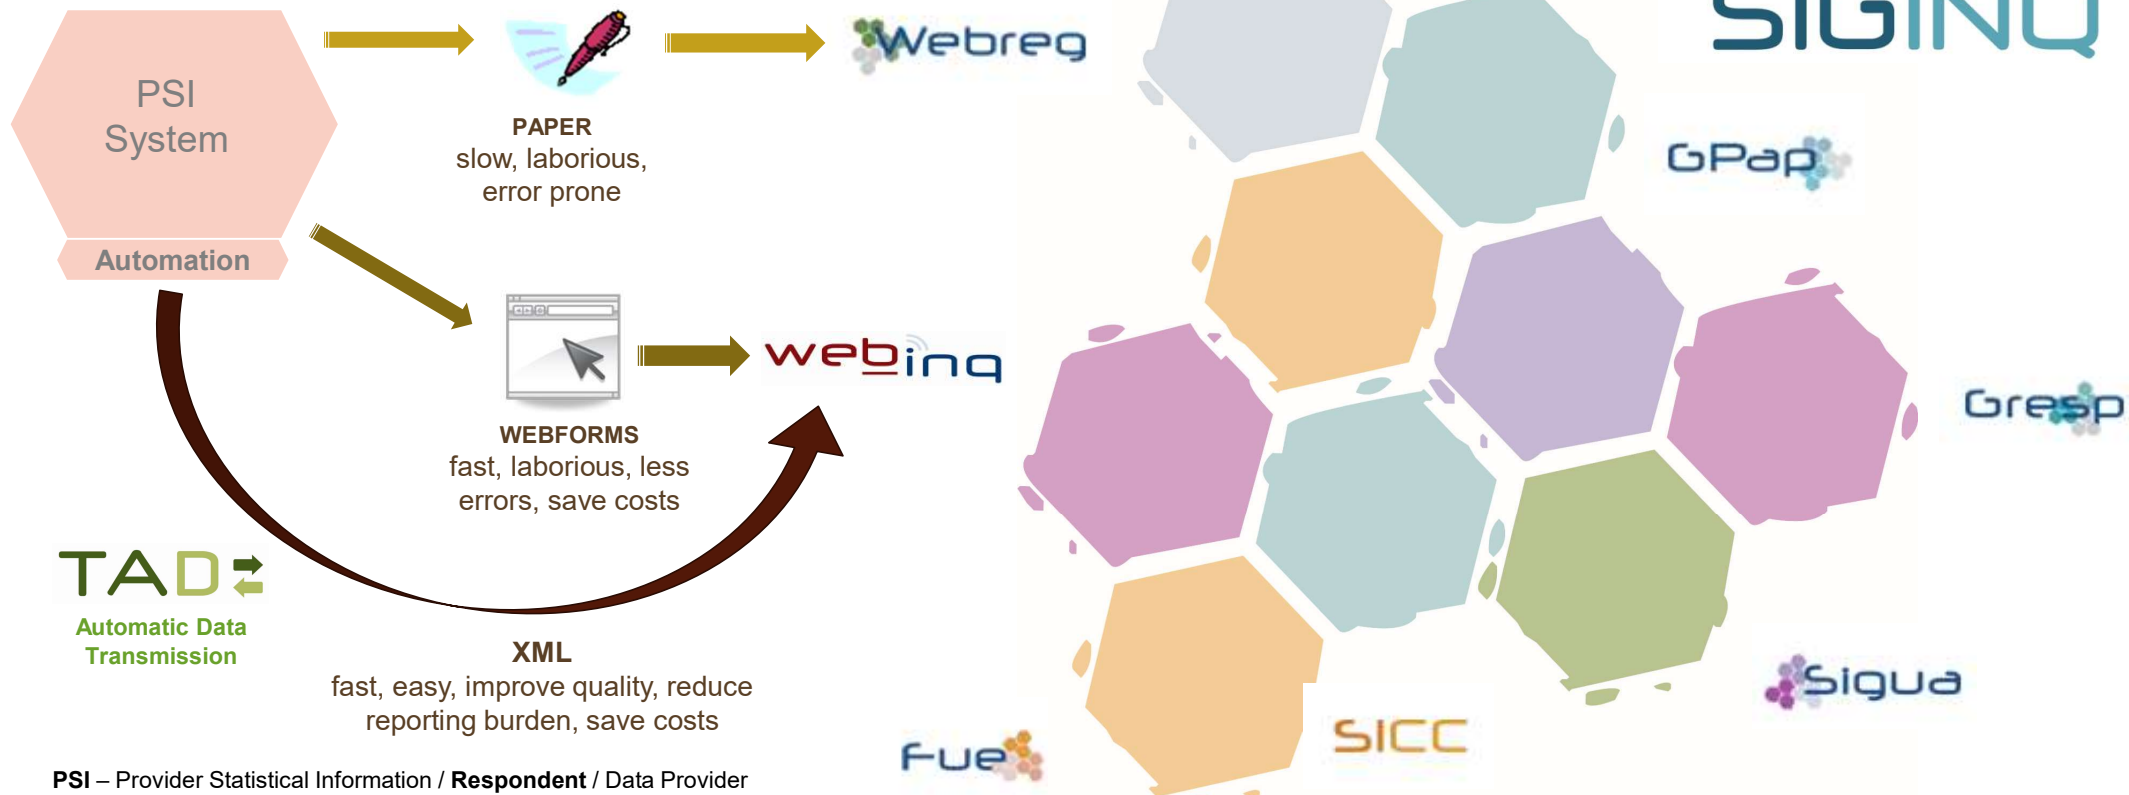 SIGINQ
PSI
System
Automation
PAPER
slow, laborious,
error prone
Webreg
GPap
WEBFORMS
fast, laborious, less
errors, save costs
webinq
Gresp
TAD
Automatic Data
Transmission
XML
fast, easy, improve quality, reduce
reporting burden, save costs
Sigua
SICC
Fue
PSI – Provider Statistical Information / Respondent / Data Provider